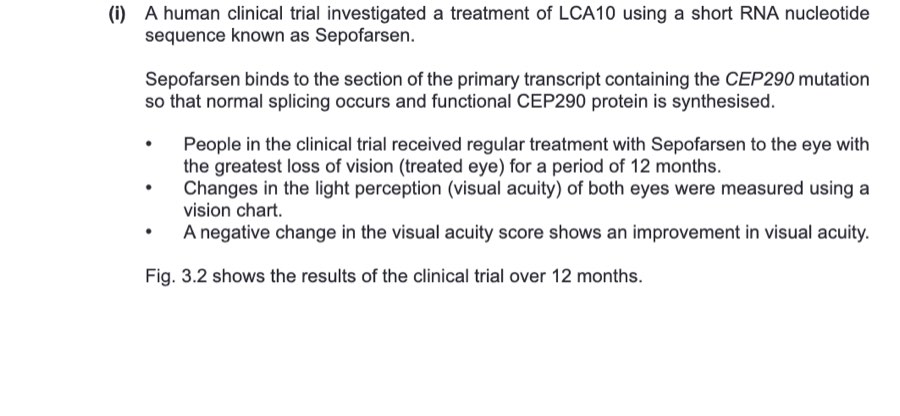 (i) A human clinical trial investigated a treatment of LCA10 using a short RNA nucleotide
sequence known as Sepofarsen.
Sepofarsen binds to the section of the primary transcript containing the CEP290 mutation
so that normal splicing occurs and functional CEP290 protein is synthesised.
• People in the clinical trial received regular treatment with Sepofarsen to the eye with
the greatest loss of vision (treated eye) for a period of 12 months.
• Changes in the light perception (visual acuity) of both eyes were measured using a
vision chart.
• A negative change in the visual acuity score shows an improvement in visual acuity.
Fig. 3.2 shows the results of the clinical trial over 12 months.